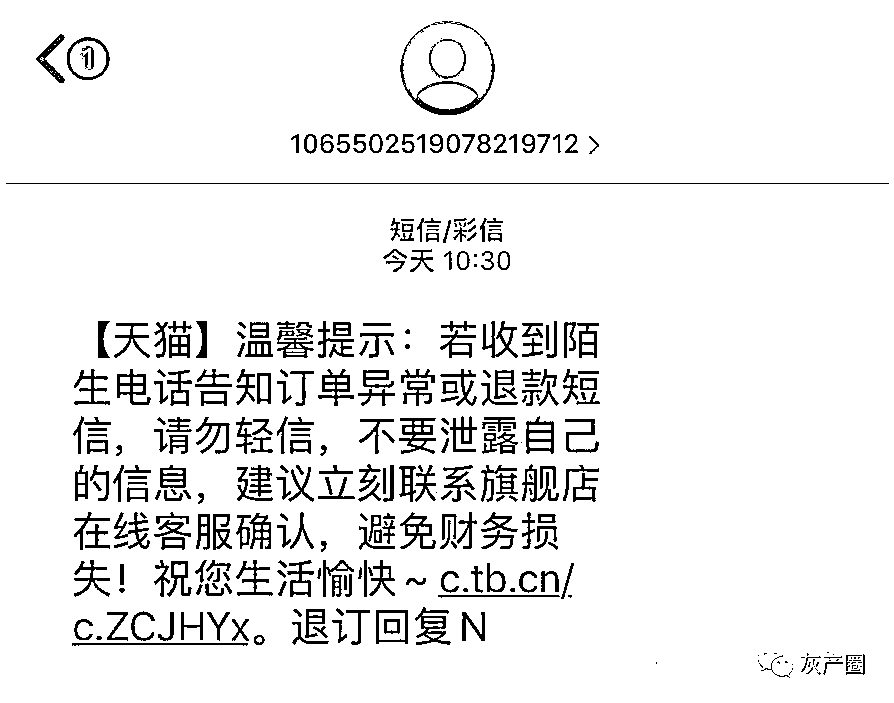 1
1065502519078219712 >
短信/彩信
今天 10:30
【天猫】温馨提示：若收到陌
生电话告知订单异常或退款短
信，请勿轻信，不要泄露自己
的信息，建议立刻联系旗舰店
在线客服确认，避免财务损
失！祝您生活愉快~c.tb.cn/
c.ZCJHYx。退订回复N
灰产圈